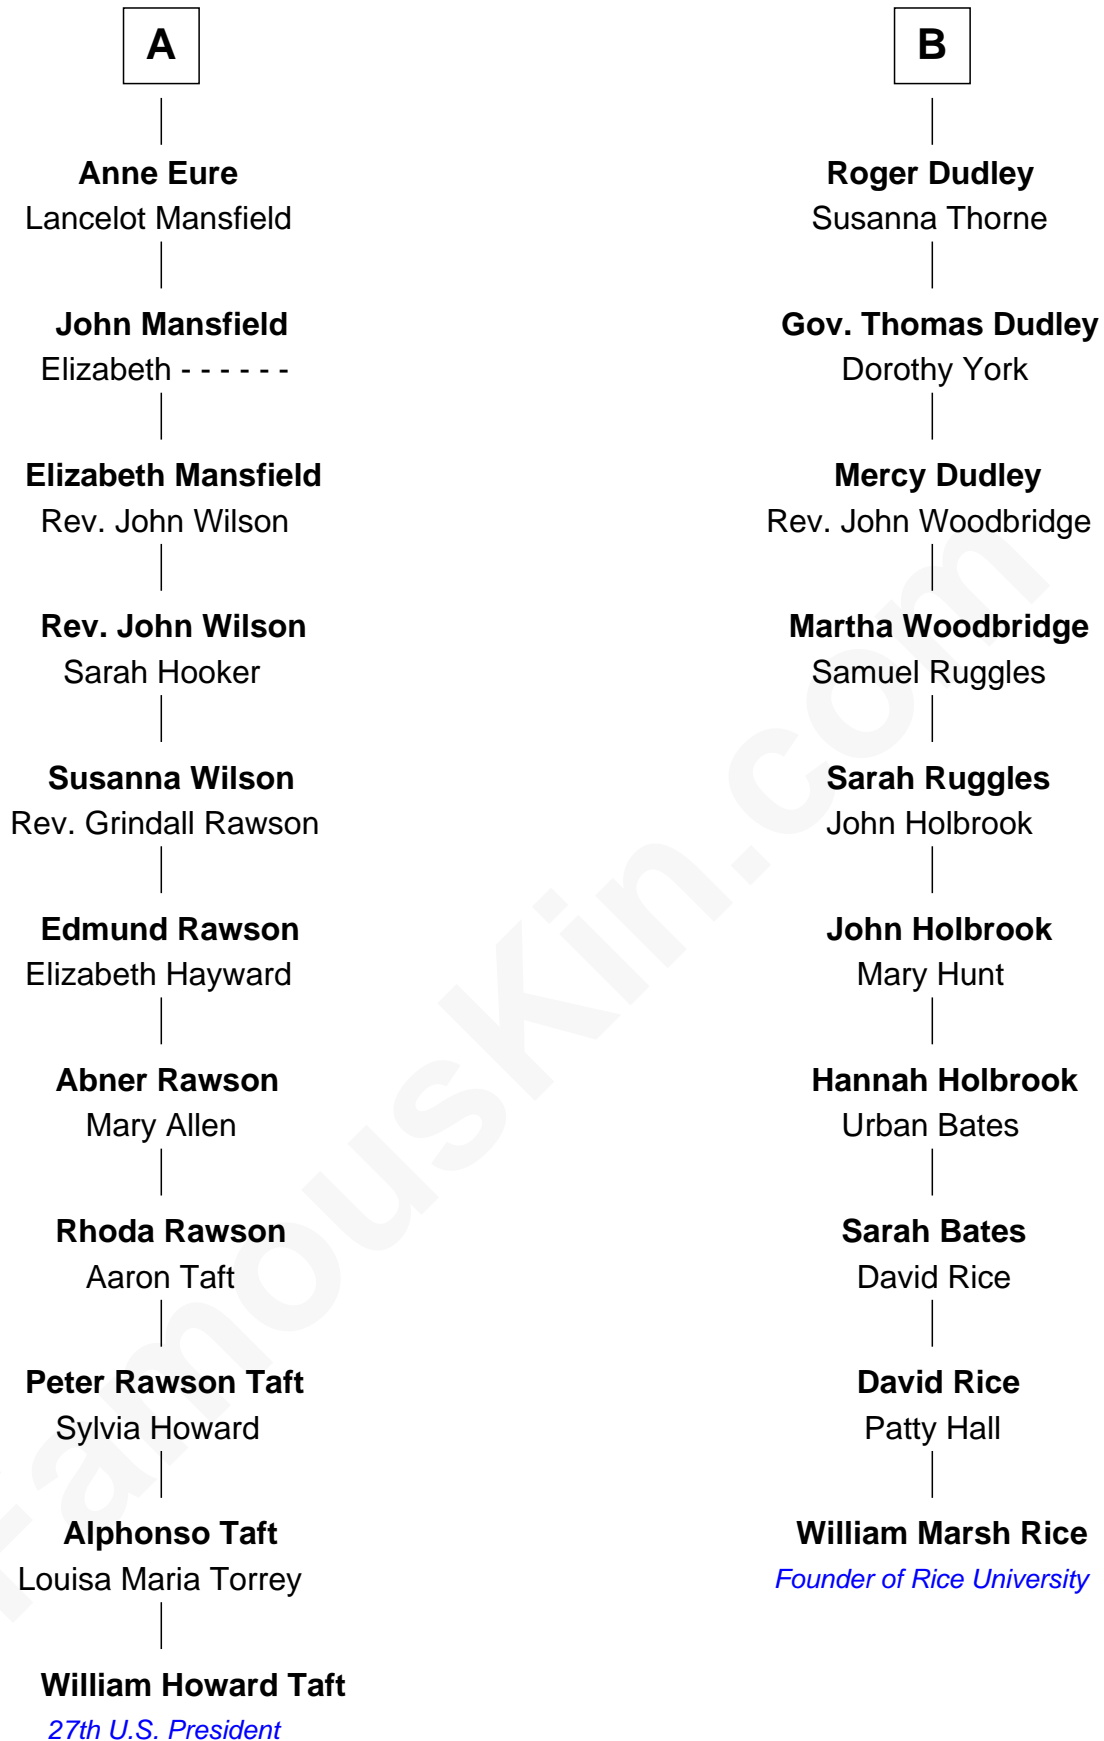 A
Anne Eure
Lancelot Mansfield
John Mansfield
Elizabeth - - - - - -
Elizabeth Mansfield
Rev. John Wilson
Rev. John Wilson
Sarah Hooker
Susanna Wilson
Rev. Grindall Rawson
Edmund Rawson
Elizabeth Hayward
Abner Rawson
Mary Allen
Rhoda Rawson
Aaron Taft
Peter Rawson Taft
Sylvia Howard
Alphonso Taft
Louisa Maria Torrey
William Howard Taft
27th U.S. President
B
Roger Dudley
Susanna Thorne
Gov. Thomas Dudley
Dorothy York
Mercy Dudley
Rev. John Woodbridge
Martha Woodbridge
Samuel Ruggles
Sarah Ruggles
John Holbrook
John Holbrook
Mary Hunt
Hannah Holbrook
Urban Bates
Sarah Bates
David Rice
David Rice
Patty Hall
William Marsh Rice
Founder of Rice University
FamousKin.com